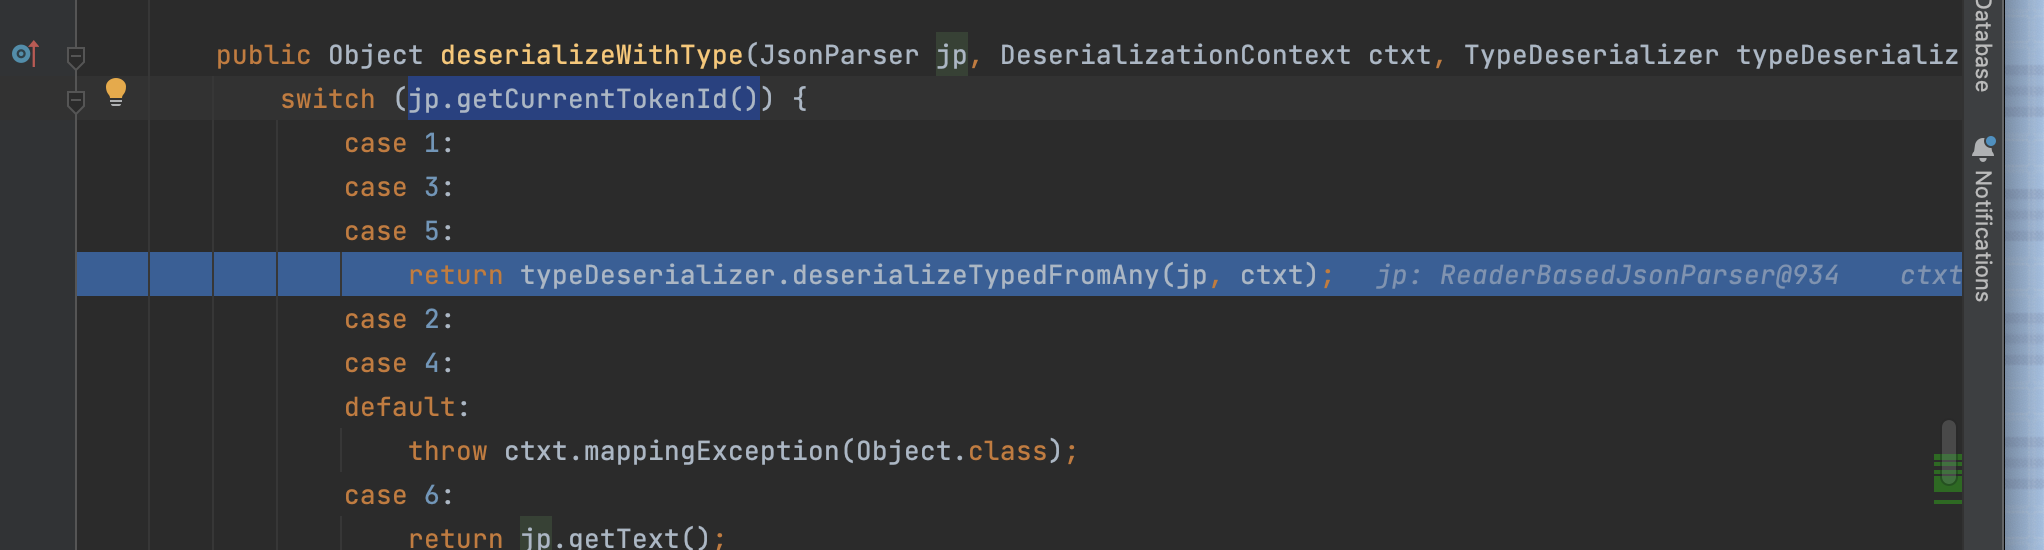 public Object deserializeWithType(JsonParser jp, DeserializationContext ctxt, TypeDeserializer typeDeserializ
switch (jp.getCurrentTokenId()) {
case 1:
case 3:
case 5:
return typeDeserializer.deserializeTypedFromAny(jp, ctxt); jp: ReaderBasedJsonParser@934 ctxt
case 2:
case 4:
default:
throw ctxt.mappingException(Object.class);
case 6:
return jp.getText();
Database
Notifications